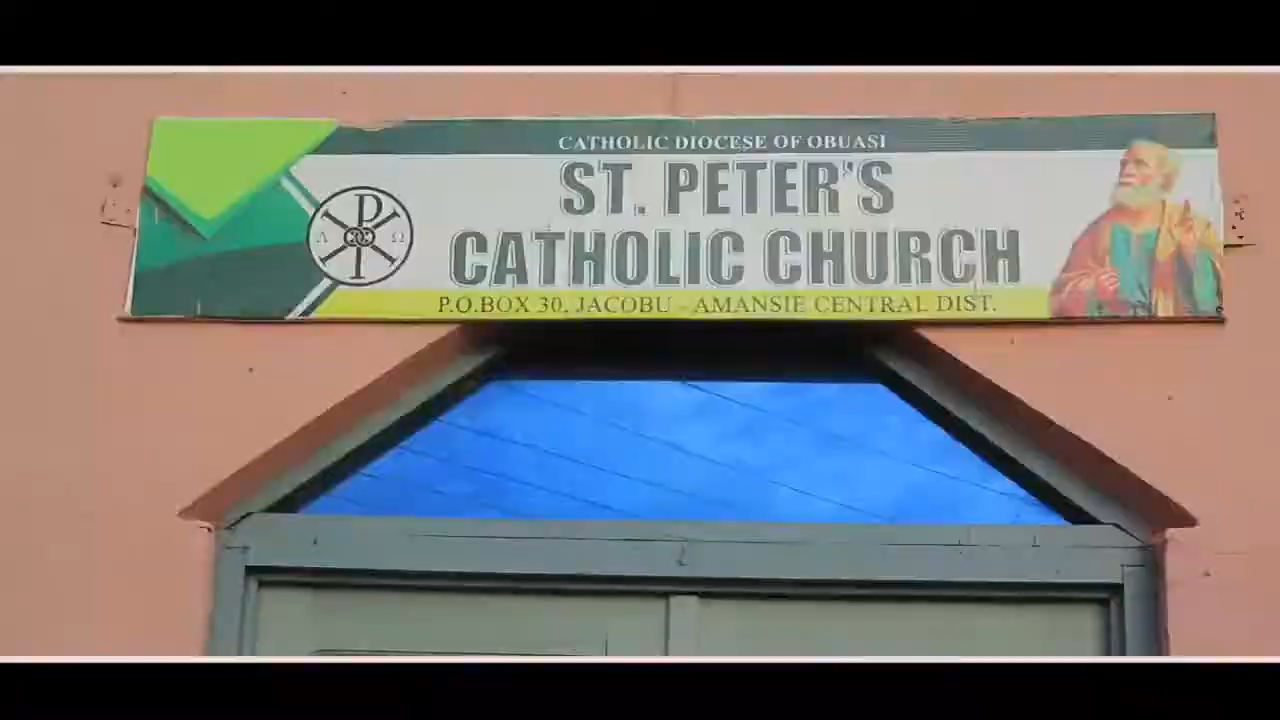 CATHOLIC DIOCESE OF OBUASI
ST. PETER'S
CATHOLIC CHURCH
P.O.BOX 30, JACOBU - AMANSIE CENTRAL DIST.
Α Ω